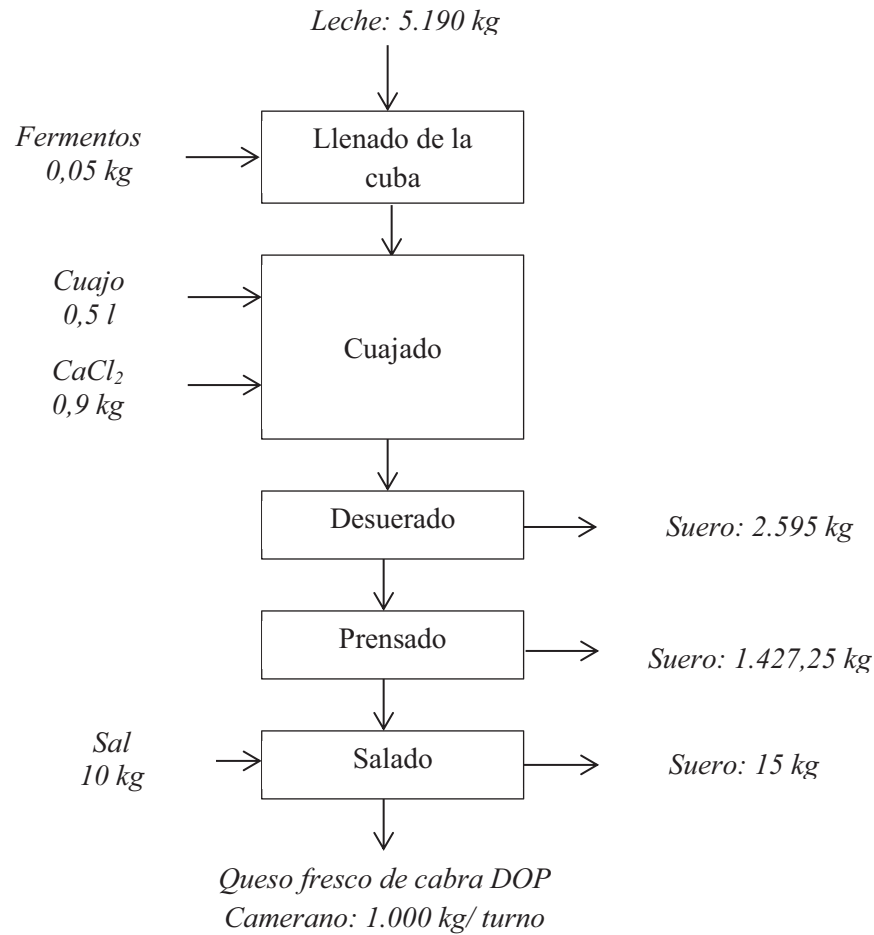 Leche: 5.190 kg
Fermentos
0,05 kg
Llenado de la
cuba
Cuajo
0,5 l
CaCl₂
0,9 kg
Cuajado
Desuerado
Suero: 2.595 kg
Prensado
Suero: 1.427,25 kg
Sal
10 kg
Salado
Suero: 15 kg
Queso fresco de cabra DOP
Camerano: 1.000 kg/ turno